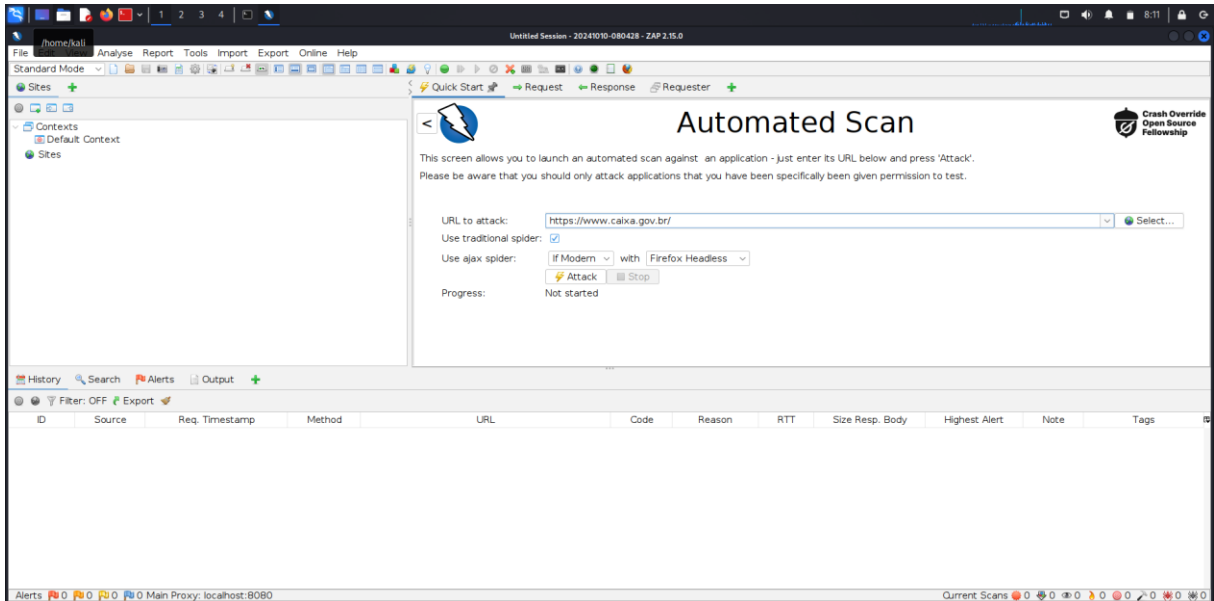 1 2 3 4
8:11
/home/kali
Untitled Session - 20241010-080428 - ZAP 2.15.0
File Edit View Analyse Report Tools Import Export Online Help
Standard Mode
Sites
Quick Start Request Response Requester
Contexts
Default Context
Sites
<
Automated Scan
Crash Override
Open Source
Fellowship
This screen allows you to launch an automated scan against an application - just enter its URL below and press 'Attack'.
Please be aware that you should only attack applications that you have been specifically been given permission to test.
URL to attack: https://www.caixa.gov.br/ Select...
Use traditional spider:
Use ajax spider: If Modern with Firefox Headless
Attack Stop
Progress: Not started
History Search Alerts Output
Filter: OFF Export
ID Source Req. Timestamp Method URL Code Reason RTT Size Resp. Body Highest Alert Note Tags
Alerts 0 0 0 0 Main Proxy: localhost:8080 Current Scans 0 0 0 0 0 0 0 0